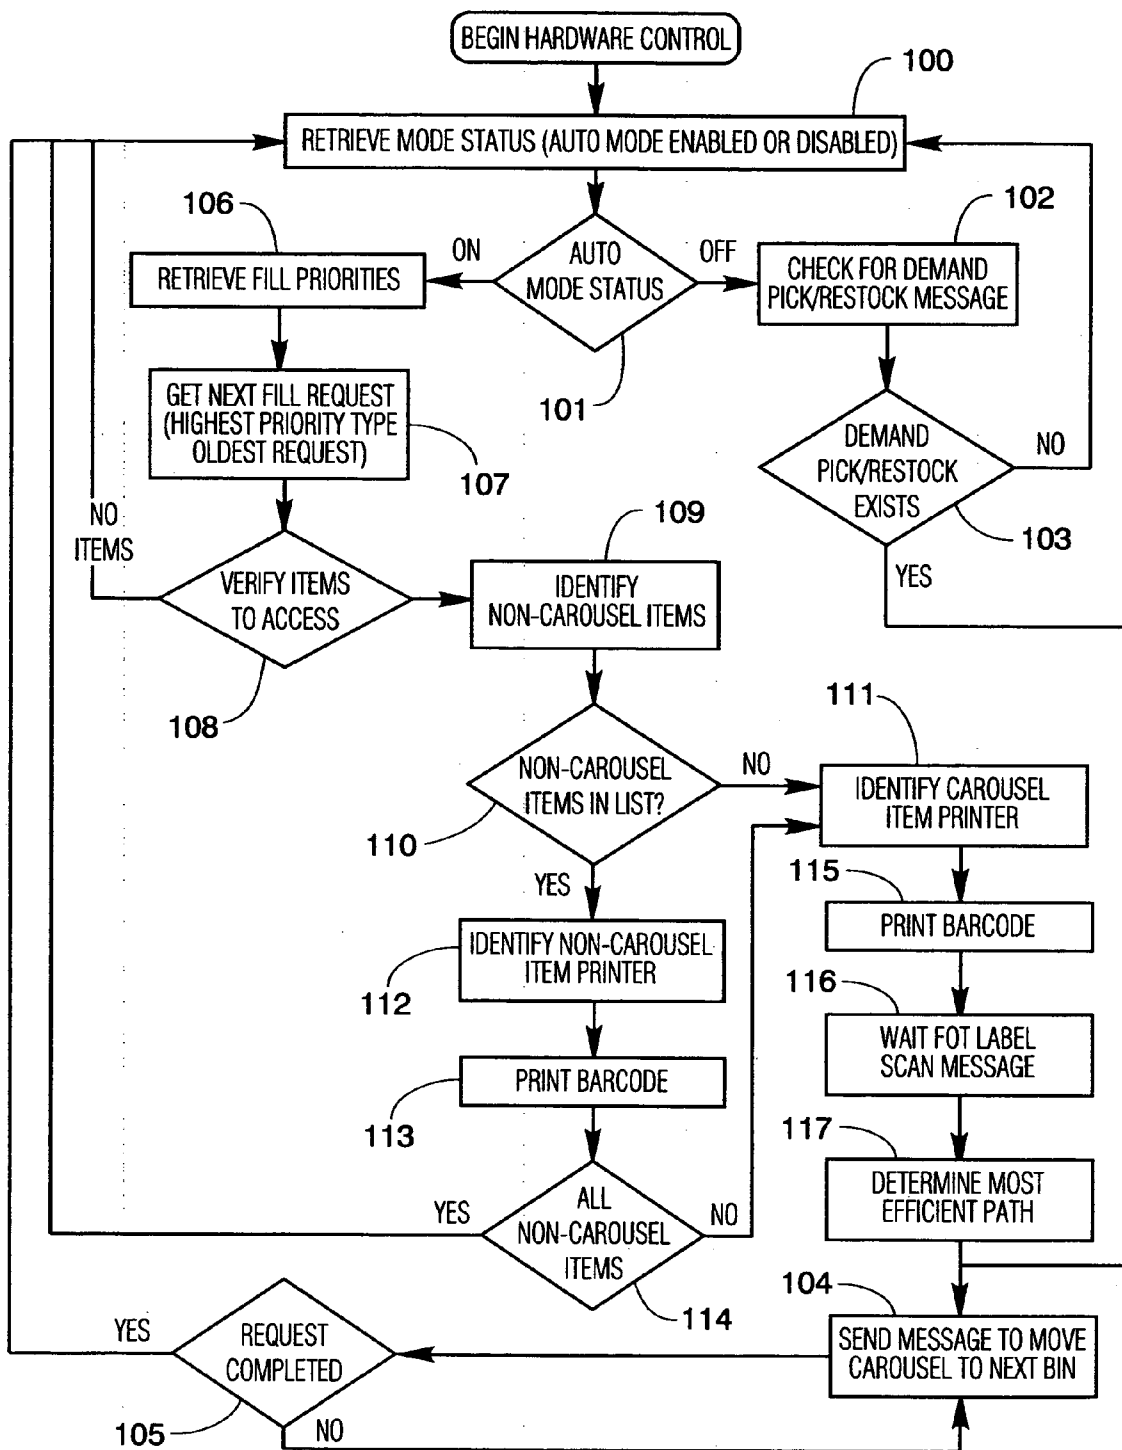 BEGIN HARDWARE CONTROL
100
RETRIEVE MODE STATUS (AUTO MODE ENABLED OR DISABLED)
106
102
ON
AUTO
MODE STATUS
OFF
RETRIEVE FILL PRIORITIES
CHECK FOR DEMAND
PICK/RESTOCK MESSAGE
101
GET NEXT FILL REQUEST
(HIGHEST PRIORITY TYPE
OLDEST REQUEST)
107
DEMAND
PICK/RESTOCK
EXISTS
NO
103
NO
ITEMS
109
YES
VERIFY ITEMS
TO ACCESS
IDENTIFY
NON-CAROUSEL ITEMS
108
111
NON-CAROUSEL
ITEMS IN LIST?
NO
IDENTIFY CAROUSEL
ITEM PRINTER
110
YES
115
PRINT BARCODE
IDENTIFY NON-CAROUSEL
ITEM PRINTER
112
116
WAIT FOT LABEL
SCAN MESSAGE
PRINT BARCODE
113
117
DETERMINE MOST
EFFICIENT PATH
YES
ALL
NON-CAROUSEL
ITEMS
NO
114
104
SEND MESSAGE TO MOVE
CAROUSEL TO NEXT BIN
YES
REQUEST
COMPLETED
105
NO